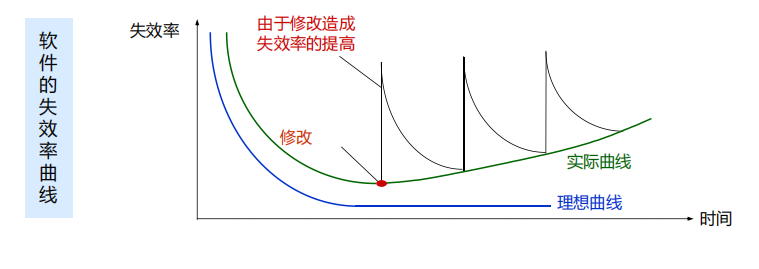 软件的失效率曲线
失效率
由于修改造成
失效率的提高
修改
实际曲线
理想曲线
时间